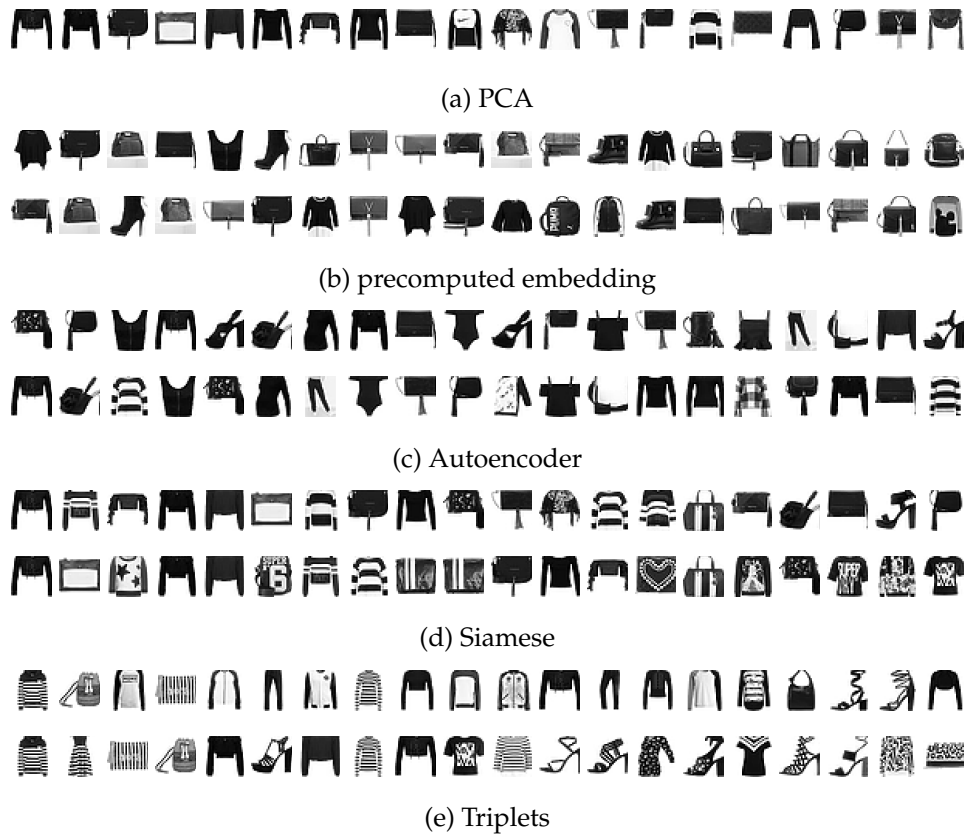 (a) PCA
(b) precomputed embedding
(c) Autoencoder
(d) Siamese
(e) Triplets